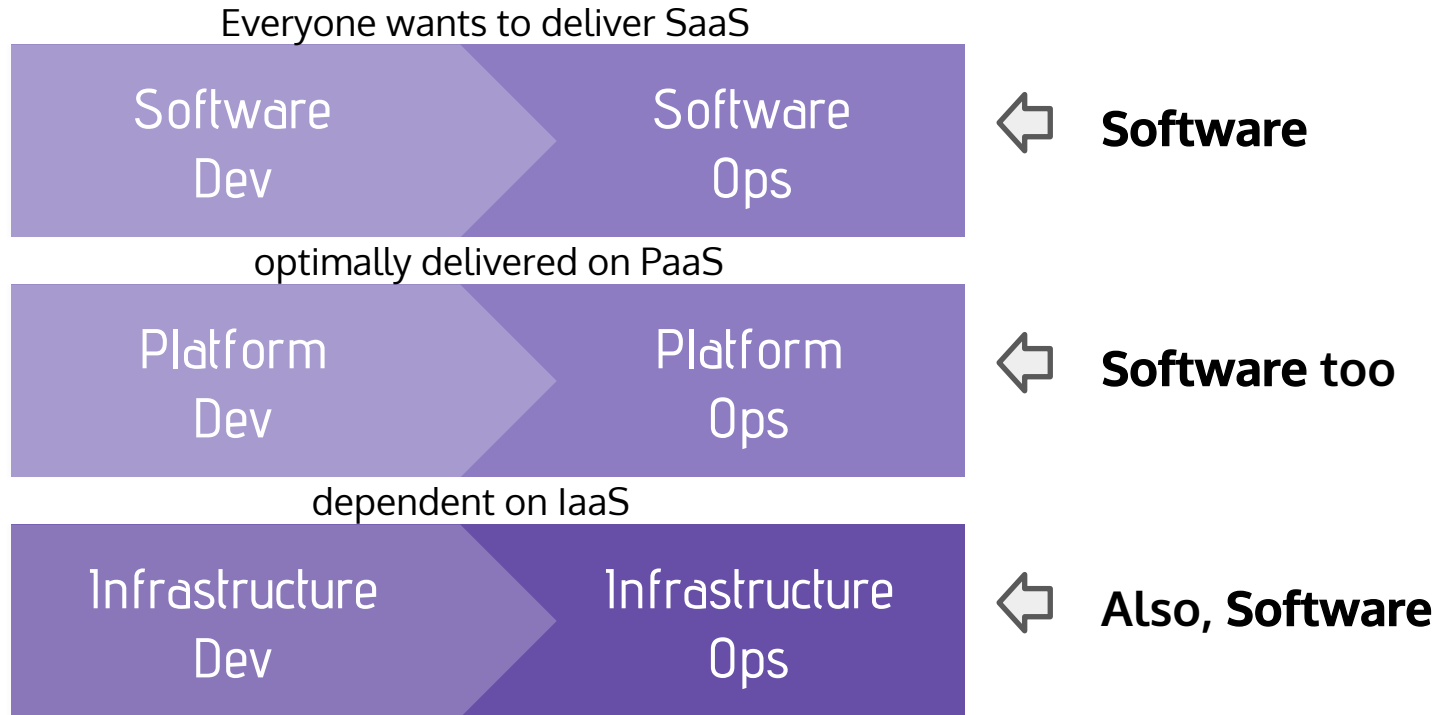 Everyone wants to deliver SaaS
Software
Dev
Software
Ops
Software
optimally delivered on PaaS
Platform
Dev
Platform
Ops
Software too
dependent on IaaS
Infrastructure
Dev
Infrastructure
Ops
Also, Software